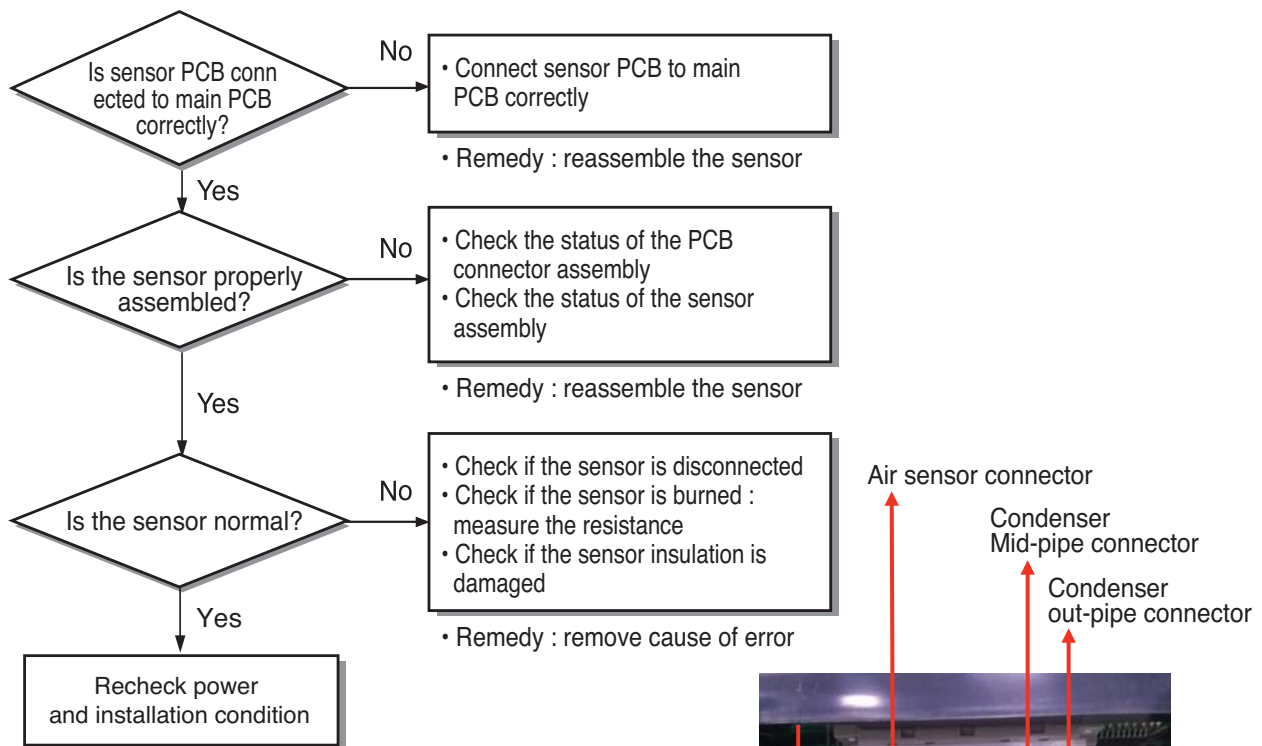 Is sensor PCB conn
ected to main PCB
correctly?
No
• Connect sensor PCB to main
PCB correctly
• Remedy : reassemble the sensor
Yes
Is the sensor properly
assembled?
No
• Check the status of the PCB
connector assembly
• Check the status of the sensor
assembly
• Remedy : reassemble the sensor
Yes
Is the sensor normal?
No
• Check if the sensor is disconnected
• Check if the sensor is burned :
measure the resistance
• Check if the sensor insulation is
damaged
• Remedy : remove cause of error
Yes
Recheck power
and installation condition
Air sensor connector
Condenser
Mid-pipe connector
Condenser
out-pipe connector